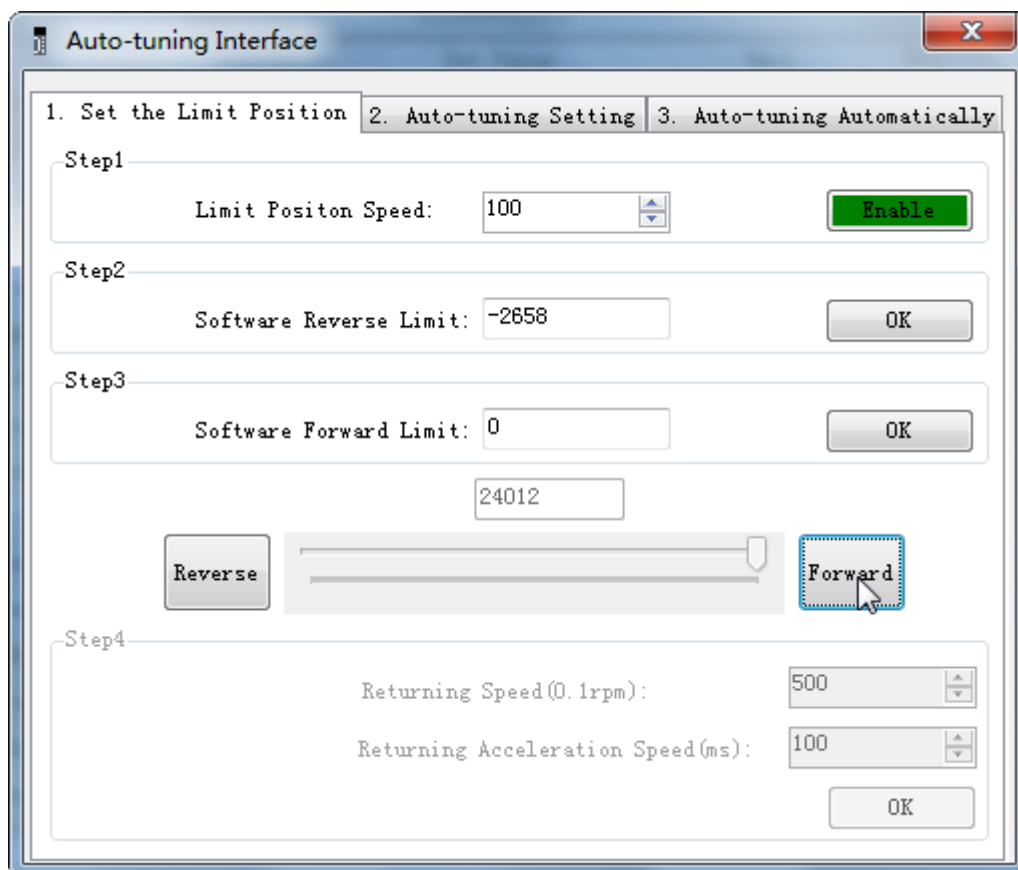 Auto-tuning Interface
1. Set the Limit Position 2. Auto-tuning Setting 3. Auto-tuning Automatically
Step1
Limit Positon Speed: 100 Enable
Step2
Software Reverse Limit: -2658 OK
Step3
Software Forward Limit: 0 OK
24012
Reverse Forward
Step4
Returning Speed(0.1rpm): 500
Returning Acceleration Speed(ms): 100
OK